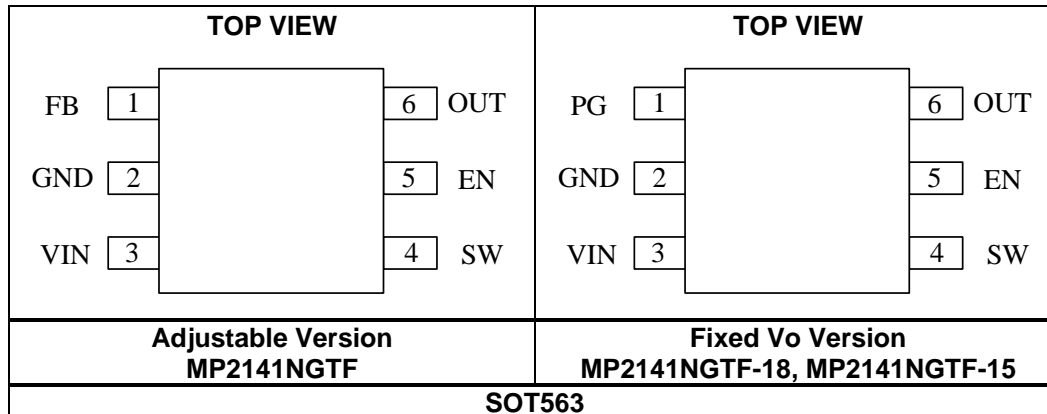 TOP VIEW TOP VIEW
FB 1 6 OUT PG 1 6 OUT
GND 2 5 EN GND 2 5 EN
VIN 3 4 SW VIN 3 4 SW
Adjustable Version Fixed Vo Version
MP2141NGTF MP2141NGTF-18, MP2141NGTF-15
SOT563